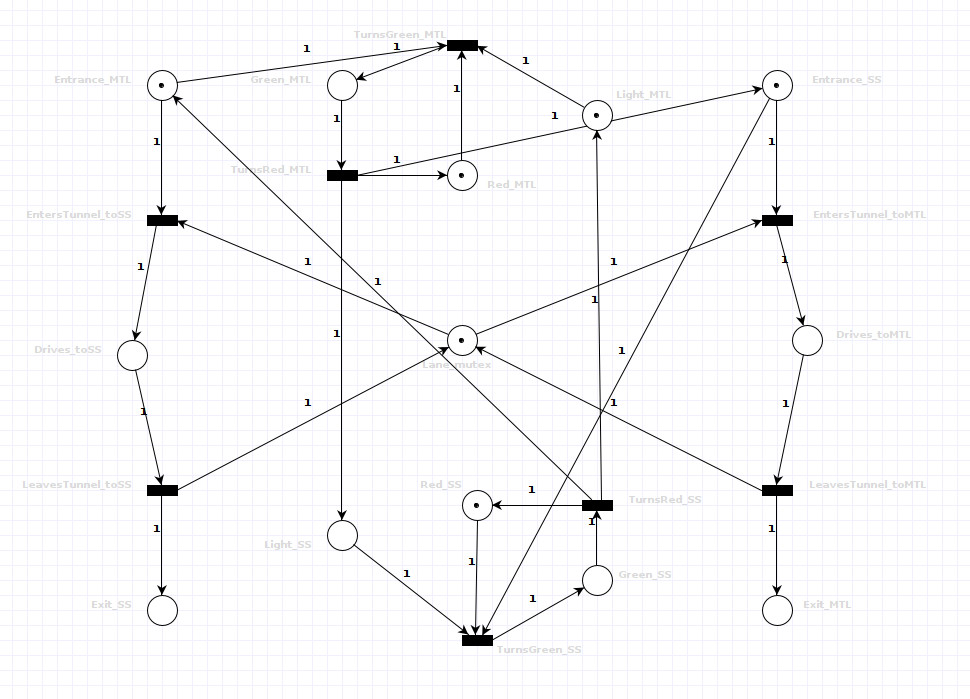 TurnsGreen_MTL
1
1
1
Entrance_MTL
Green_MTL
Entrance_SS
1
Light_MTL
1
1
1
1
1
TurnsRed_MTL
Red_MTL
EntersTunnel_toSS
EntersTunnel_toMTL
1
1
1
1
1
1
Drives_toSS
1
Drives_toMTL
1
Lane_mutex
1
1
1
1
1
LeavesTunnel_toSS
Red_SS
1
LeavesTunnel_toMTL
TurnsRed_SS
1
1
1
Light_SS
1
1
Green_SS
1
Exit_SS
Exit_MTL
TurnsGreen_SS